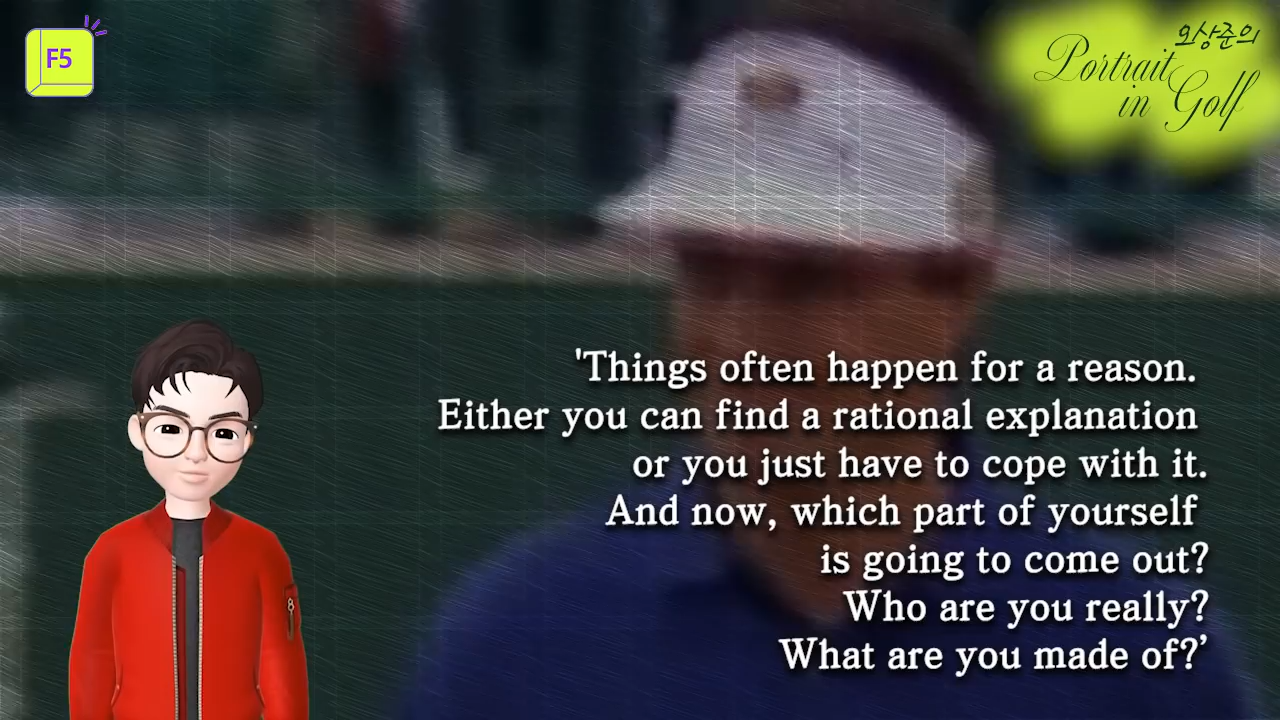 F5
오상준의
Portrait
in Golf
'Things often happen for a reason.
Either you can find a rational explanation
or you just have to cope with it.
And now, which part of yourself
is going to come out?
Who are you really?
What are you made of?’